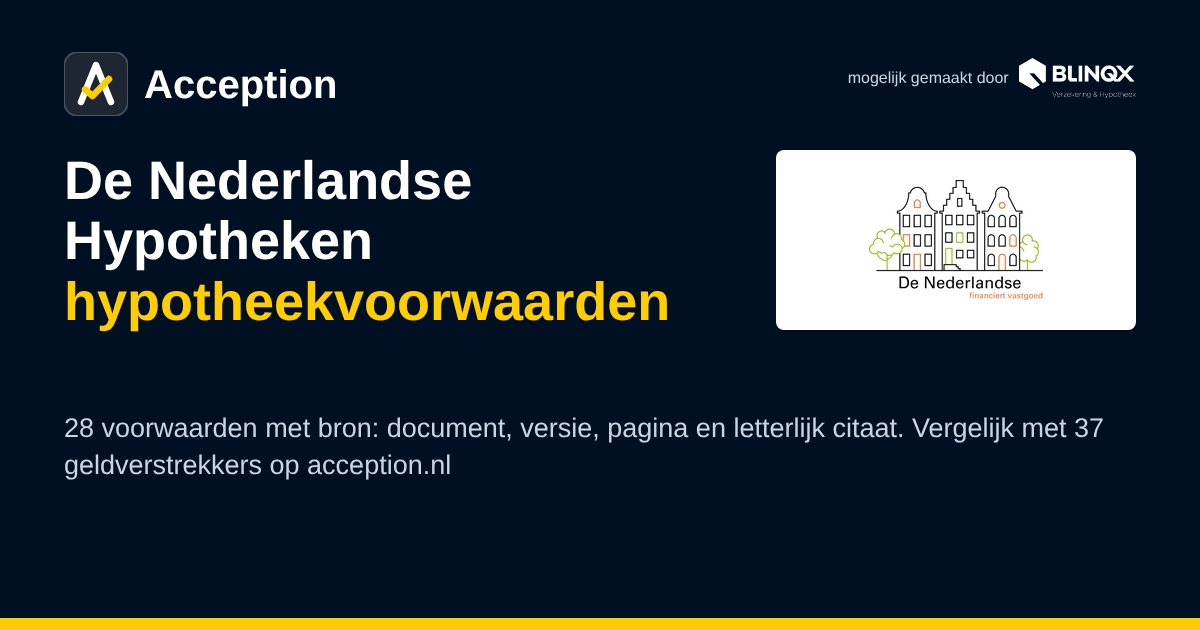 Acception
mogelijk gemaakt door
BLINQX
Verzekering & Hypotheek
De Nederlandse
Hypotheken
hypotheekvoorwaarden
De Nederlandse
financiert vastgoed
28 voorwaarden met bron: document, versie, pagina en letterlijk citaat. Vergelijk met 37
geldverstrekkers op acception.nl